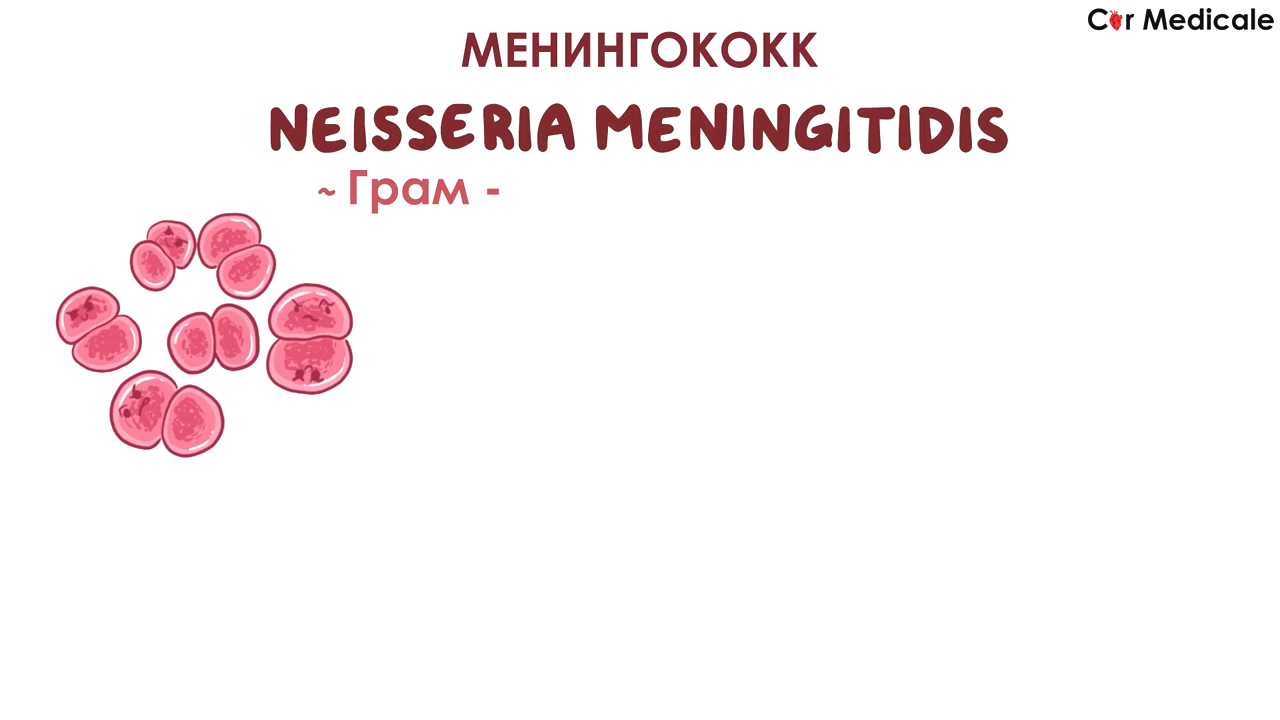 Cor Medicale
МЕНИНГОКОКК
NEISSERIA MENINGITIDIS
~ Грам -